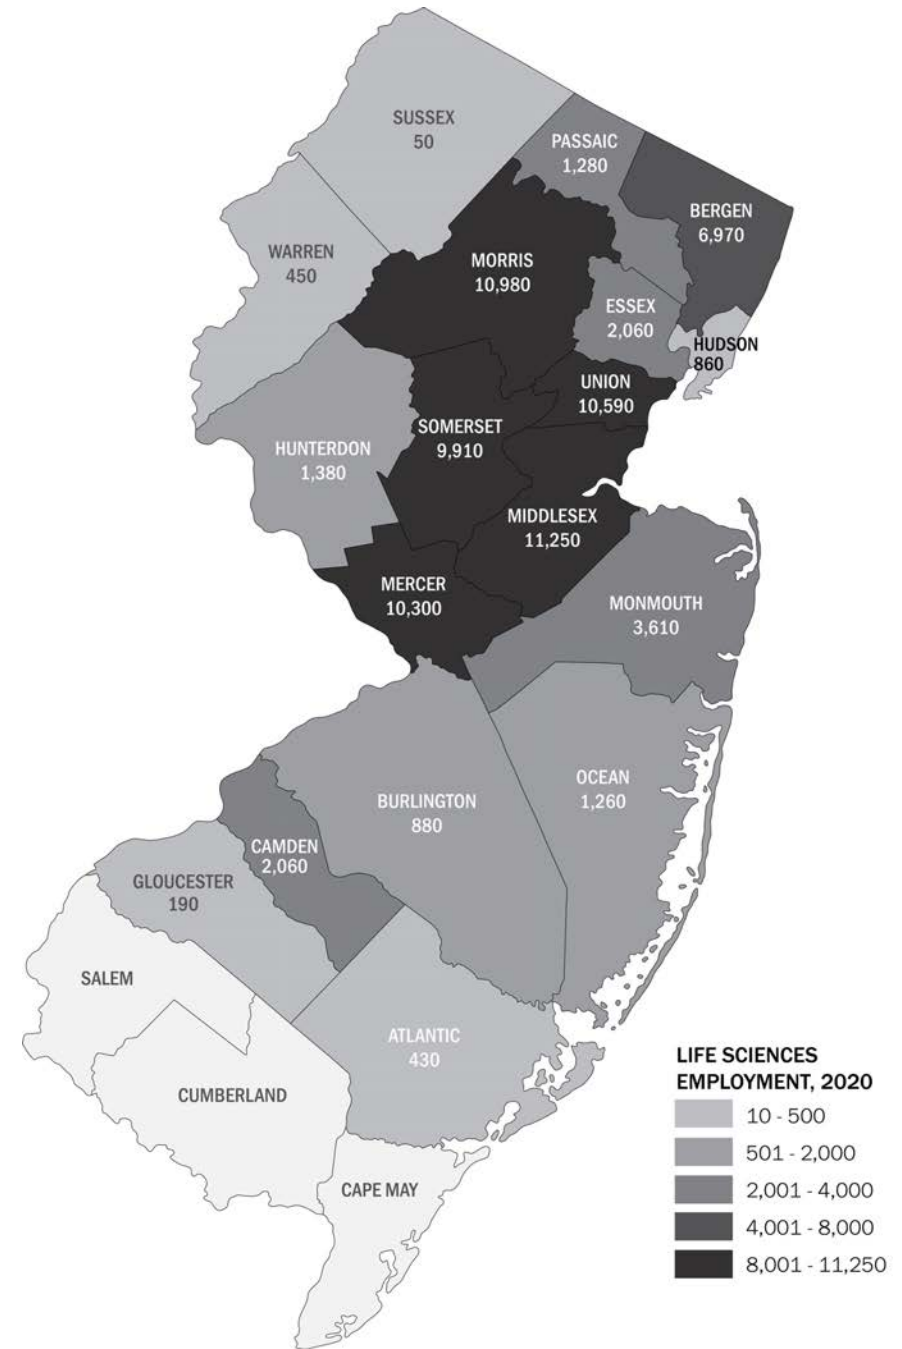 SUSSEX
50
PASSAIC
1,280
BERGEN
6,970
WARREN
450
MORRIS
10,980
ESSEX
2,060
HUDSON
860
UNION
10,590
SOMERSET
9,910
HUNTERDON
1,380
MIDDLESEX
11,250
MERCER
10,300
MONMOUTH
3,610
OCEAN
1,260
BURLINGTON
880
CAMDEN
2,060
GLOUCESTER
190
SALEM
ATLANTIC
430
CUMBERLAND
CAPE MAY
LIFE SCIENCES
EMPLOYMENT, 2020
10 - 500
501 - 2,000
2,001 - 4,000
4,001 - 8,000
8,001 - 11,250